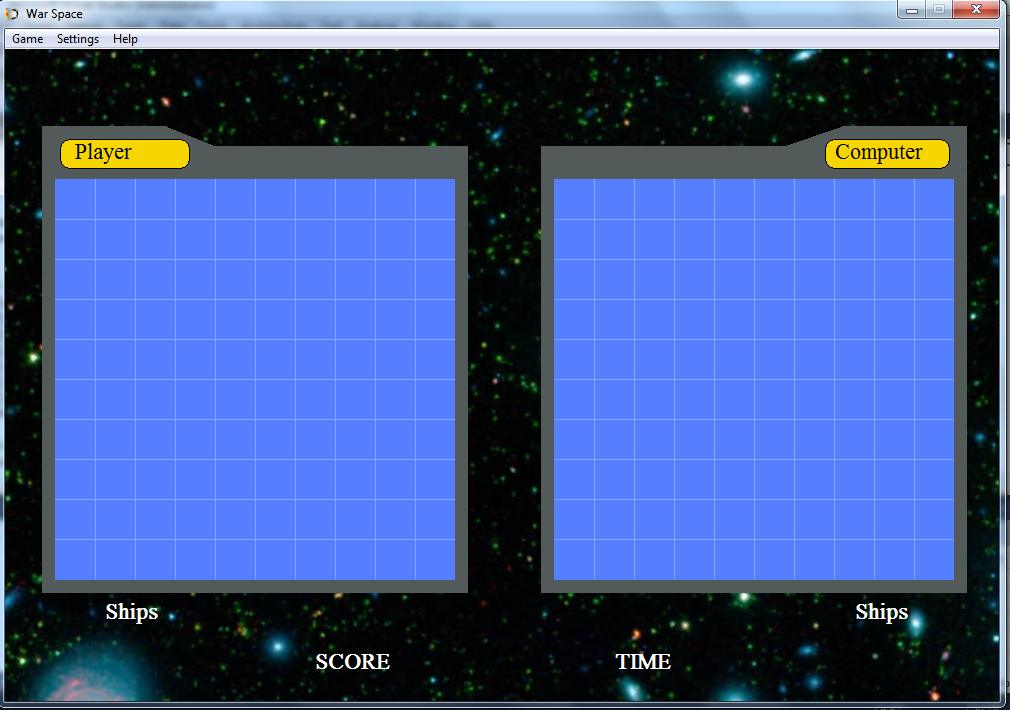 War Space
Game Settings Help
Player
Computer
Ships
Ships
SCORE
TIME